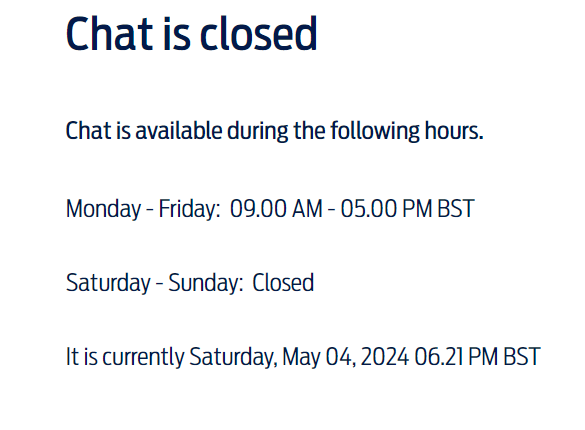 Chat is closed
Chat is available during the following hours.
Monday - Friday: 09.00 AM - 05.00 PM BST
Saturday - Sunday: Closed
It is currently Saturday, May 04, 2024 06.21 PM BST